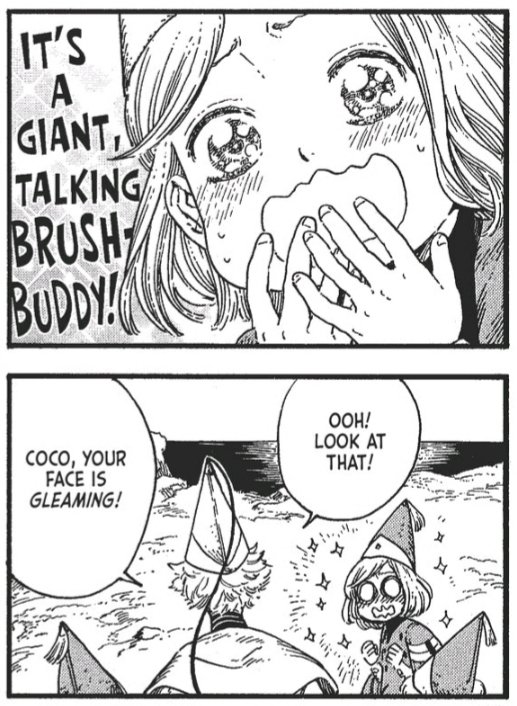 IT'S
A
GIANT,
TALKING
BRUSH-
BUDDY!
OOH!
LOOK AT
THAT!
COCO, YOUR
FACE IS
GLEAMING!